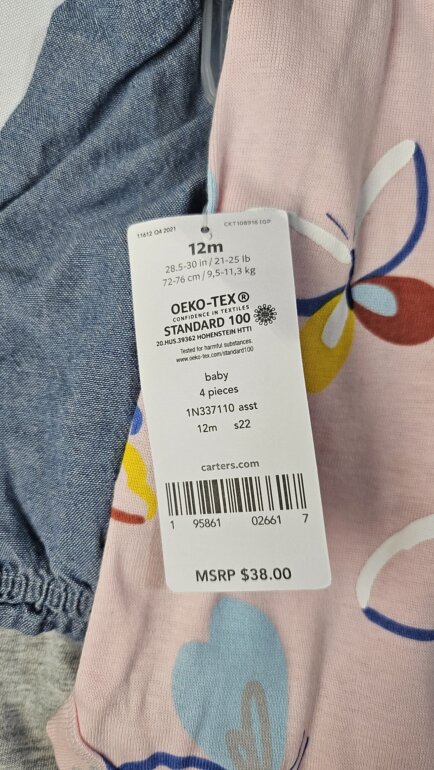 11612 Q4 2021
CKT108916 IGP
12m
28.5-30 in / 21-25 lb
72-76 cm / 9,5-11,3 kg
OEKO-TEX®
CONFIDENCE IN TEXTILES
STANDARD 100
20.HUS.39362 HOHENSTEIN HTTI
Tested for harmful substances.
www.oeko-tex.com/standard100
baby
4 pieces
1N337110 asst
12m s22
carters.com
1 95861 02661 7
MSRP $38.00